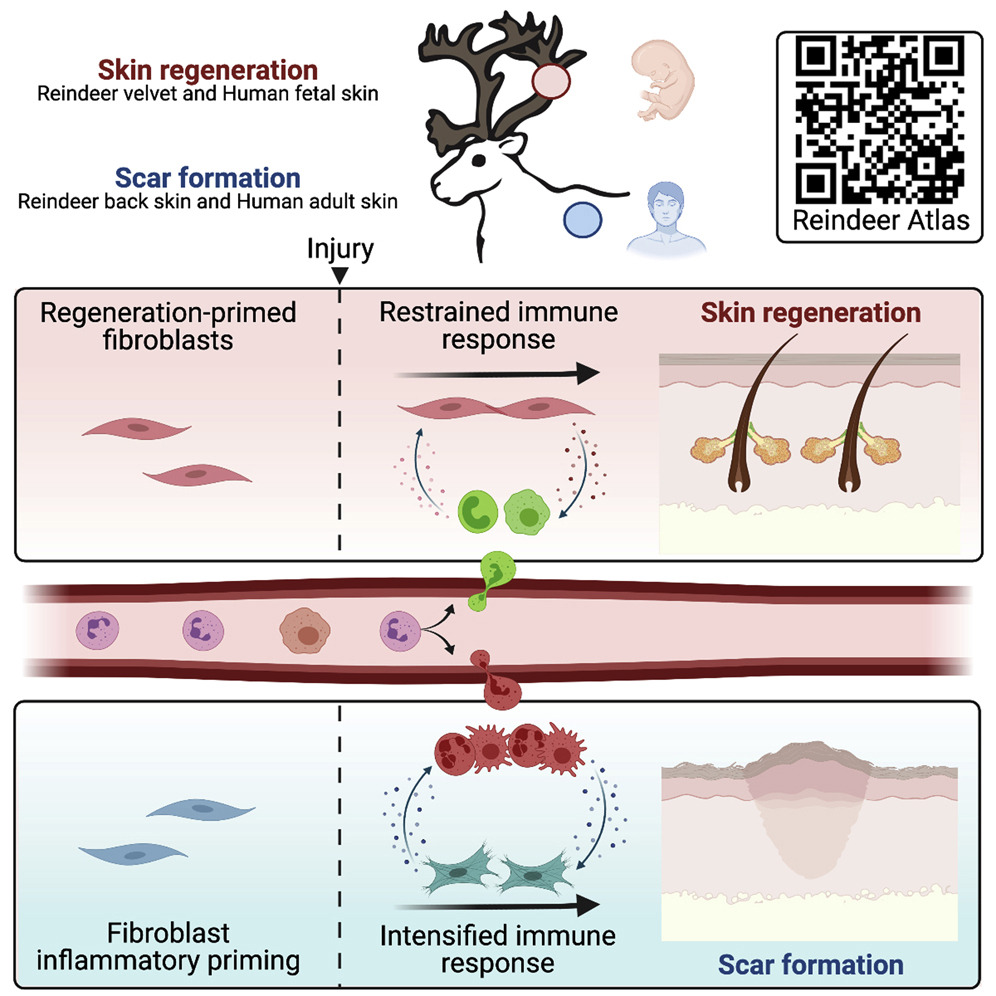 Skin regeneration
Reindeer velvet and Human fetal skin
Scar formation
Reindeer back skin and Human adult skin
Reindeer Atlas
Injury
Regeneration-primed
fibroblasts
Restrained immune
response
Skin regeneration
Fibroblast
inflammatory priming
Intensified immune
response
Scar formation